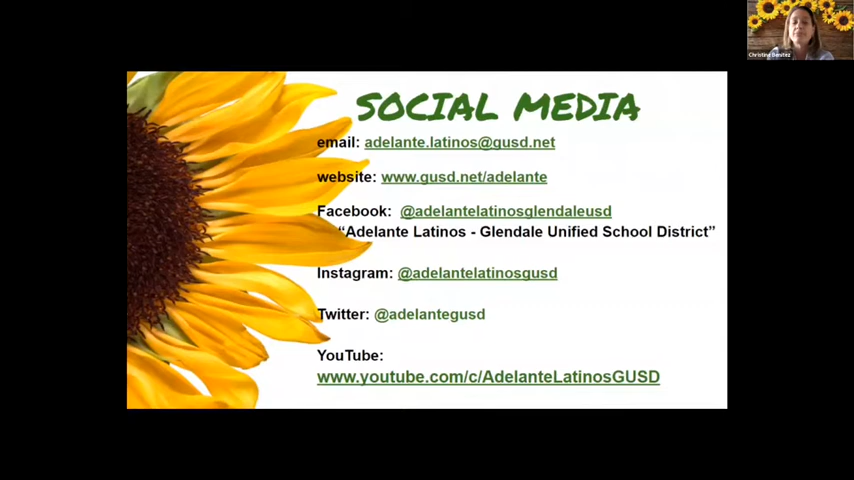 Christine Benitez
SOCIAL MEDIA
email: adelante.latinos@gusd.net
website: www.gusd.net/adelante
Facebook: @adelantelatinosglendaleusd
“Adelante Latinos - Glendale Unified School District”
Instagram: @adelantelatinosgusd
Twitter: @adelantegusd
YouTube:
www.youtube.com/c/AdelanteLatinosGUSD